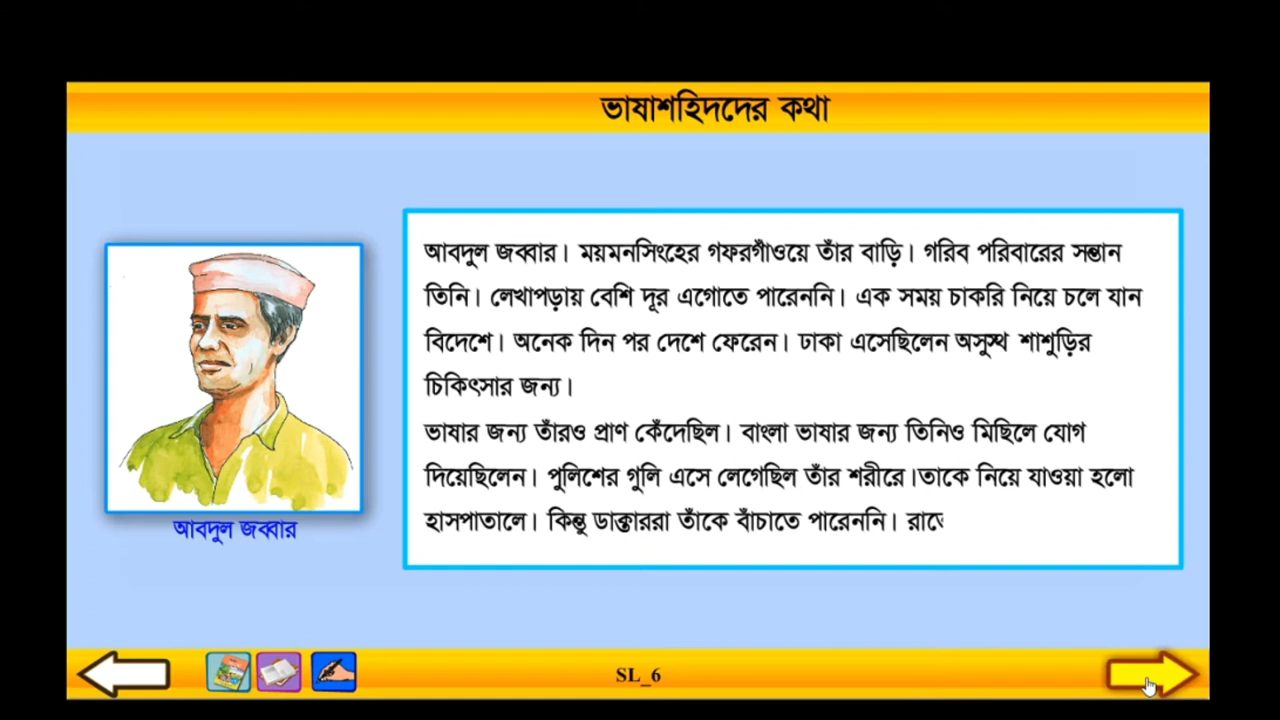 ভাষাশহিদদের কথা
আবদুল জব্বার। ময়মনসিংহের গফরগাঁওয়ে তাঁর বাড়ি। গরিব পরিবারের সন্তান
তিনি। লেখাপড়ায় বেশি দূর এগোতে পারেননি। এক সময় চাকরি নিয়ে চলে যান
বিদেশে। অনেক দিন পর দেশে ফেরেন। ঢাকা এসেছিলেন অসুস্থ শাশুড়ির
চিকিৎসার জন্য।
ভাষার জন্য তাঁরও প্রাণ কেঁদেছিল। বাংলা ভাষার জন্য তিনিও মিছিলে যোগ
দিয়েছিলেন। পুলিশের গুলি এসে লেগেছিল তাঁর শরীরে।তাকে নিয়ে যাওয়া হলো
হাসপাতালে। কিন্তু ডাক্তাররা তাঁকে বাঁচাতে পারেননি।
আবদুল জব্বার
SL_6